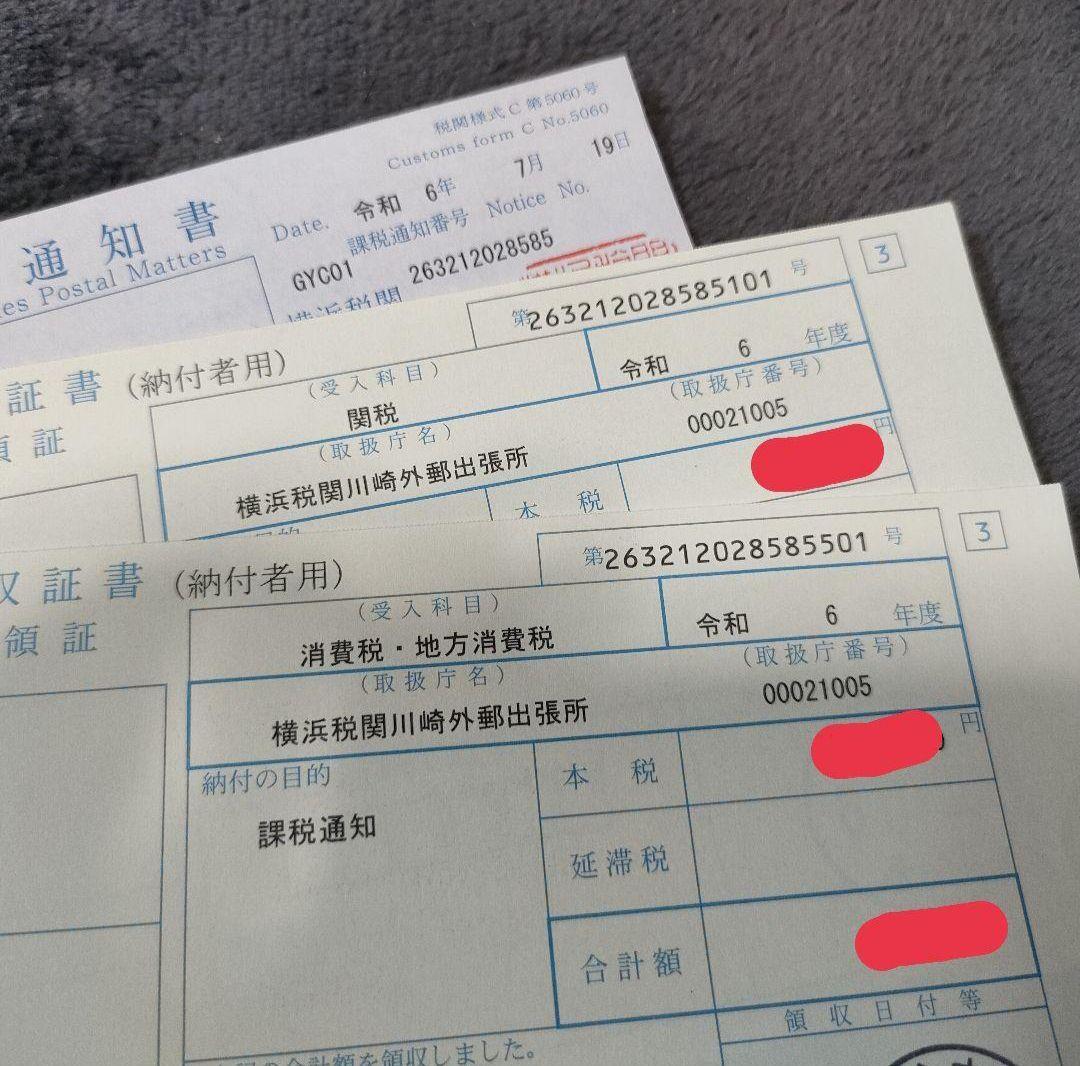 税関様式C第5060号
Customs form C No.5060
通知書
es Postal Matters
Date. 令和 6年 7月 19日
課税通知番号 Notice No.
GYC01 263212028585
横浜税関
3
第263212028585101号
証書(納付者用)
領証
(受入科目)
関税
令和 6 年度
(取扱庁名)
横浜税関川崎外郵出張所
(取扱庁番号)
00021005
円
本税
3
第263212028585501号
収証書(納付者用)
領証
(受入科目)
消費税・地方消費税
令和 6 年度
(取扱庁名)
横浜税関川崎外郵出張所
(取扱庁番号)
00021005
円
納付の目的
課税通知
本税
延滞税
合計額
領収日付等
合計額を領収しました。